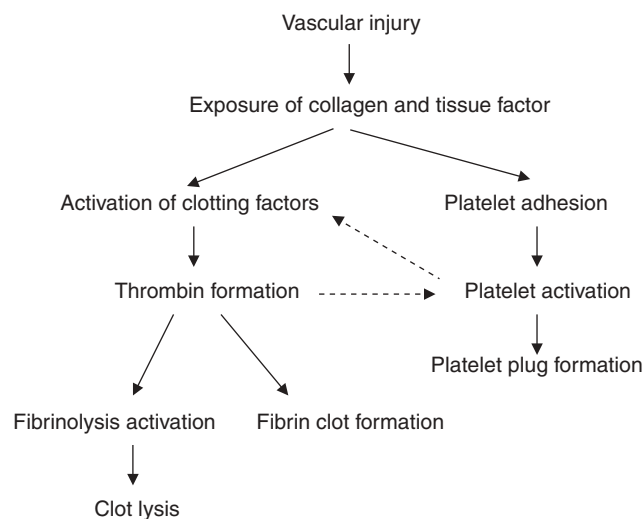 Vascular injury
Exposure of collagen and tissue factor
Activation of clotting factors
Platelet adhesion
Thrombin formation
Platelet activation
Platelet plug formation
Fibrinolysis activation
Fibrin clot formation
Clot lysis